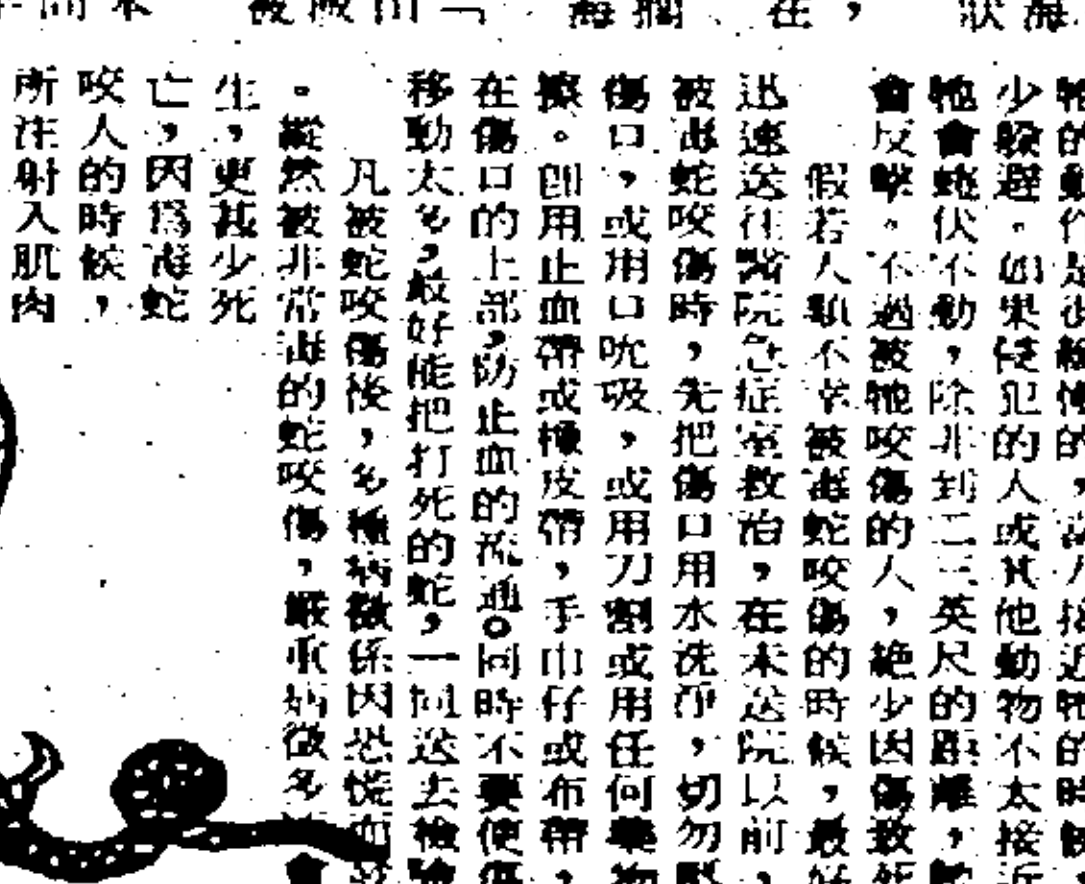 牠的動作是
少躲避。如果侵犯的人或其他動物不太接近
牠會蜷伏不動，除非到二三英尺的距離，
會反擊。不過被牠咬傷的人，絶少因傷致死
假若人類不幸被毒蛇咬傷的時候，最好
迅速送往醫院急症室救治，在未送院以前，
被毒蛇咬傷時，先把傷口用水洗淨，切勿
傷口，或用口吮吸，或用刀割或用任何藥物
擦。卽用止血帶或橡皮帶，手巾仔或布帶，
在傷口的上部，防止血的流通。同時不要使傷
移動太多，最好能把打死的蛇，一同送去檢驗
凡被蛇咬傷後，多種病徵係因恐慌而
。縱然被非常毒的蛇咬傷，嚴重病徵多 會
生，更甚少死
亡，因爲毒蛇
咬人的時候，
所注射入肌肉